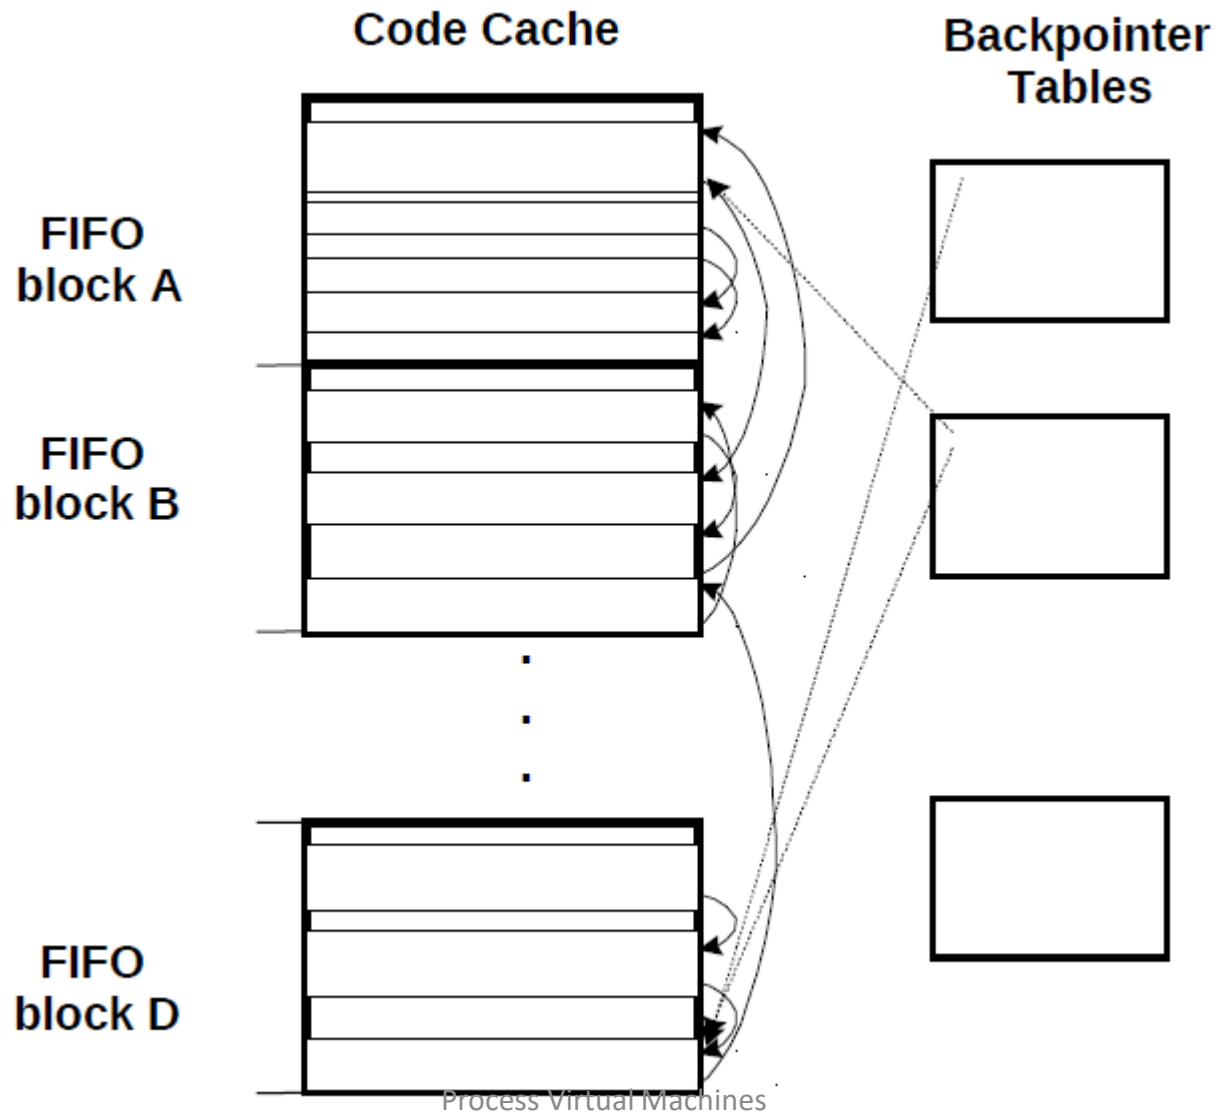 Code Cache
Backpointer
Tables
FIFO
block A
FIFO
block B
.
.
.
FIFO
block D
Process Virtual Machines